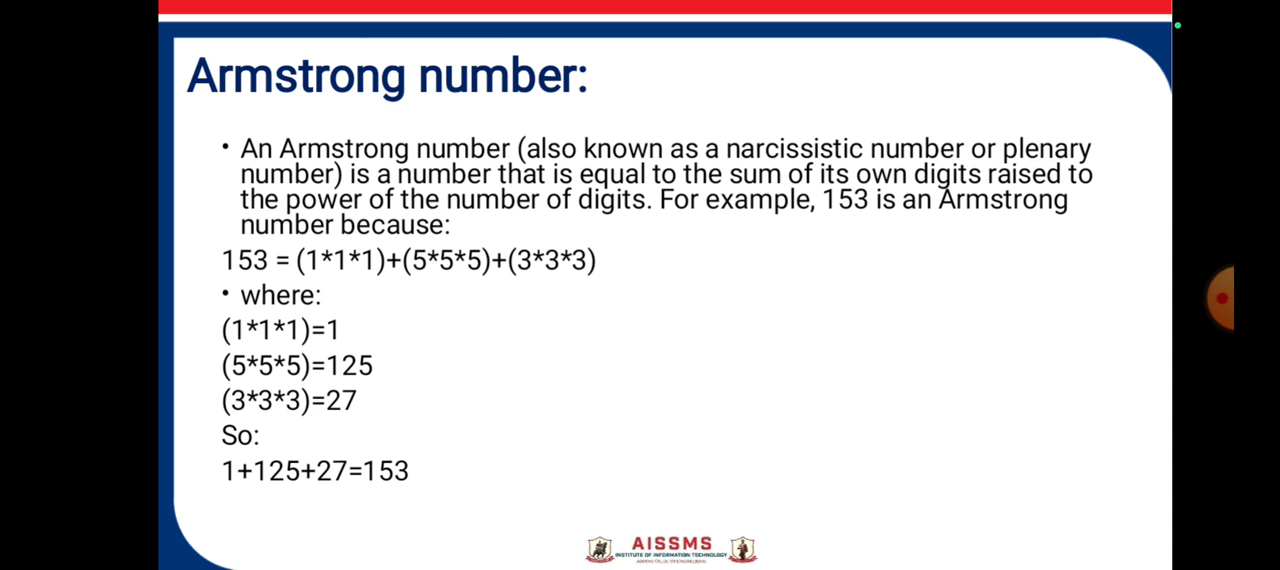 Armstrong number:
• An Armstrong number (also known as a narcissistic number or plenary
number) is a number that is equal to the sum of its own digits raised to
the power of the number of digits. For example, 153 is an Armstrong
number because:
153 = (1*1*1)+(5*5*5)+(3*3*3)
• where:
(1*1*1)=1
(5*5*5)=125
(3*3*3)=27
So:
1+125+27=153
AISSMS
INSTITUTE OF INFORMATION TECHNOLOGY